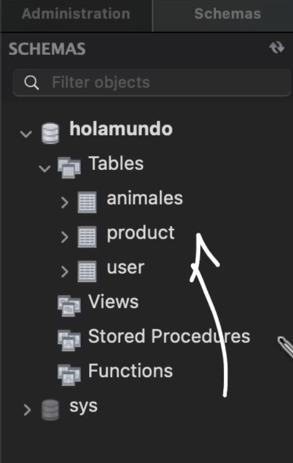 Administration
Schemas
SCHEMAS
Filter objects
holamundo
Tables
animales
product
user
Views
Stored Procedures
Functions
sys